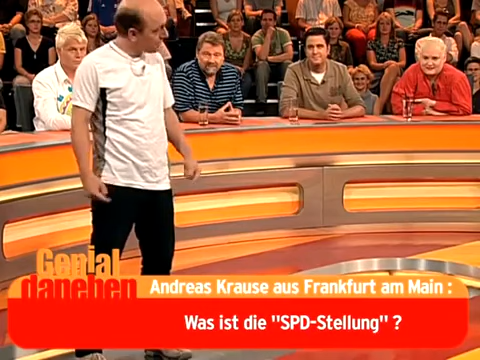 Genial
daneben
Andreas Krause aus Frankfurt am Main :
Was ist die "SPD-Stellung" ?